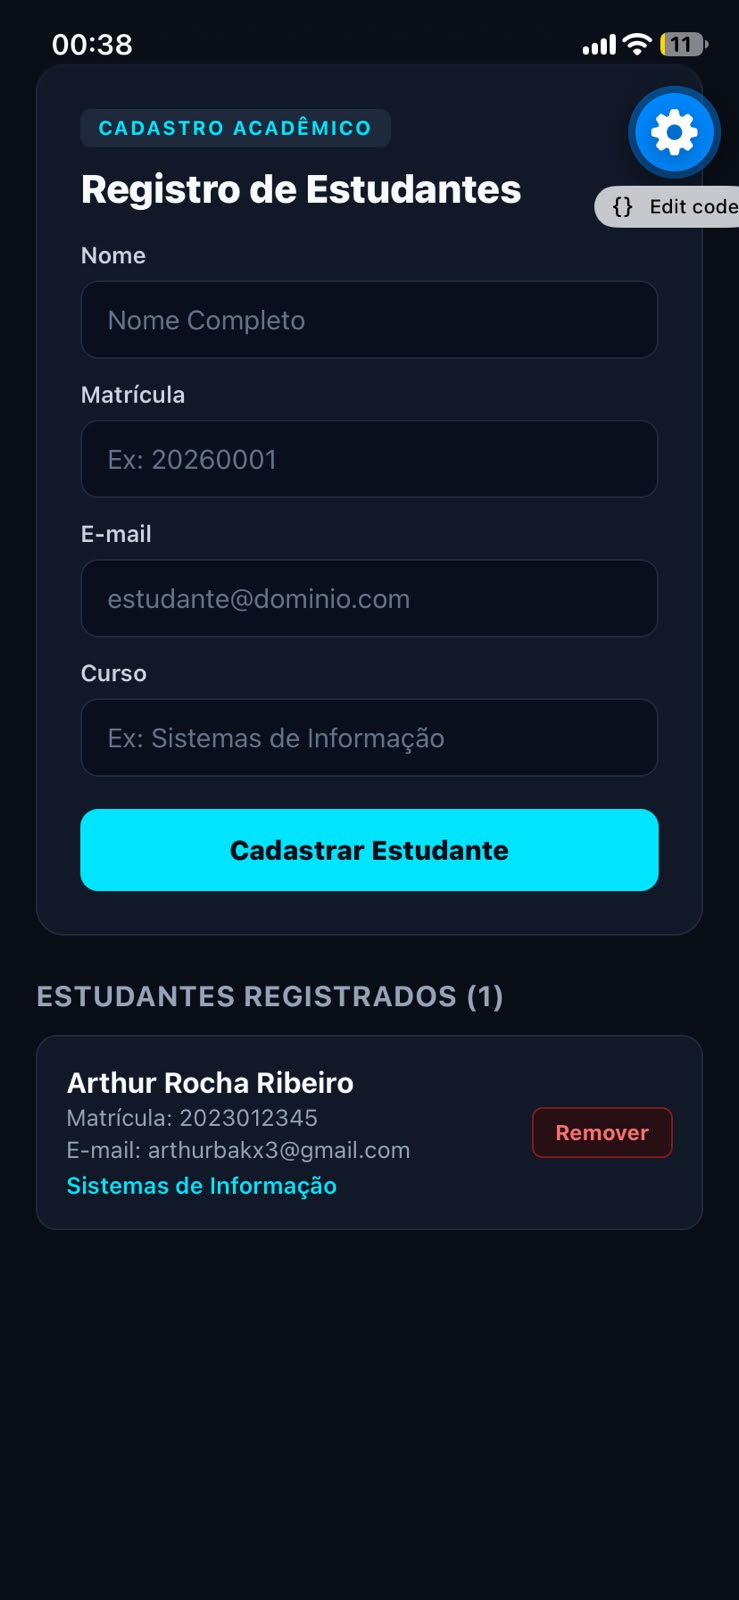 00:38
11
CADASTRO ACADÊMICO
Registro de Estudantes
{} Edit code
Nome
Nome Completo
Matrícula
Ex: 20260001
E-mail
estudante@dominio.com
Curso
Ex: Sistemas de Informação
Cadastrar Estudante
ESTUDANTES REGISTRADOS (1)
Arthur Rocha Ribeiro
Matrícula: 2023012345
E-mail: arthurbakx3@gmail.com
Remover
Sistemas de Informação